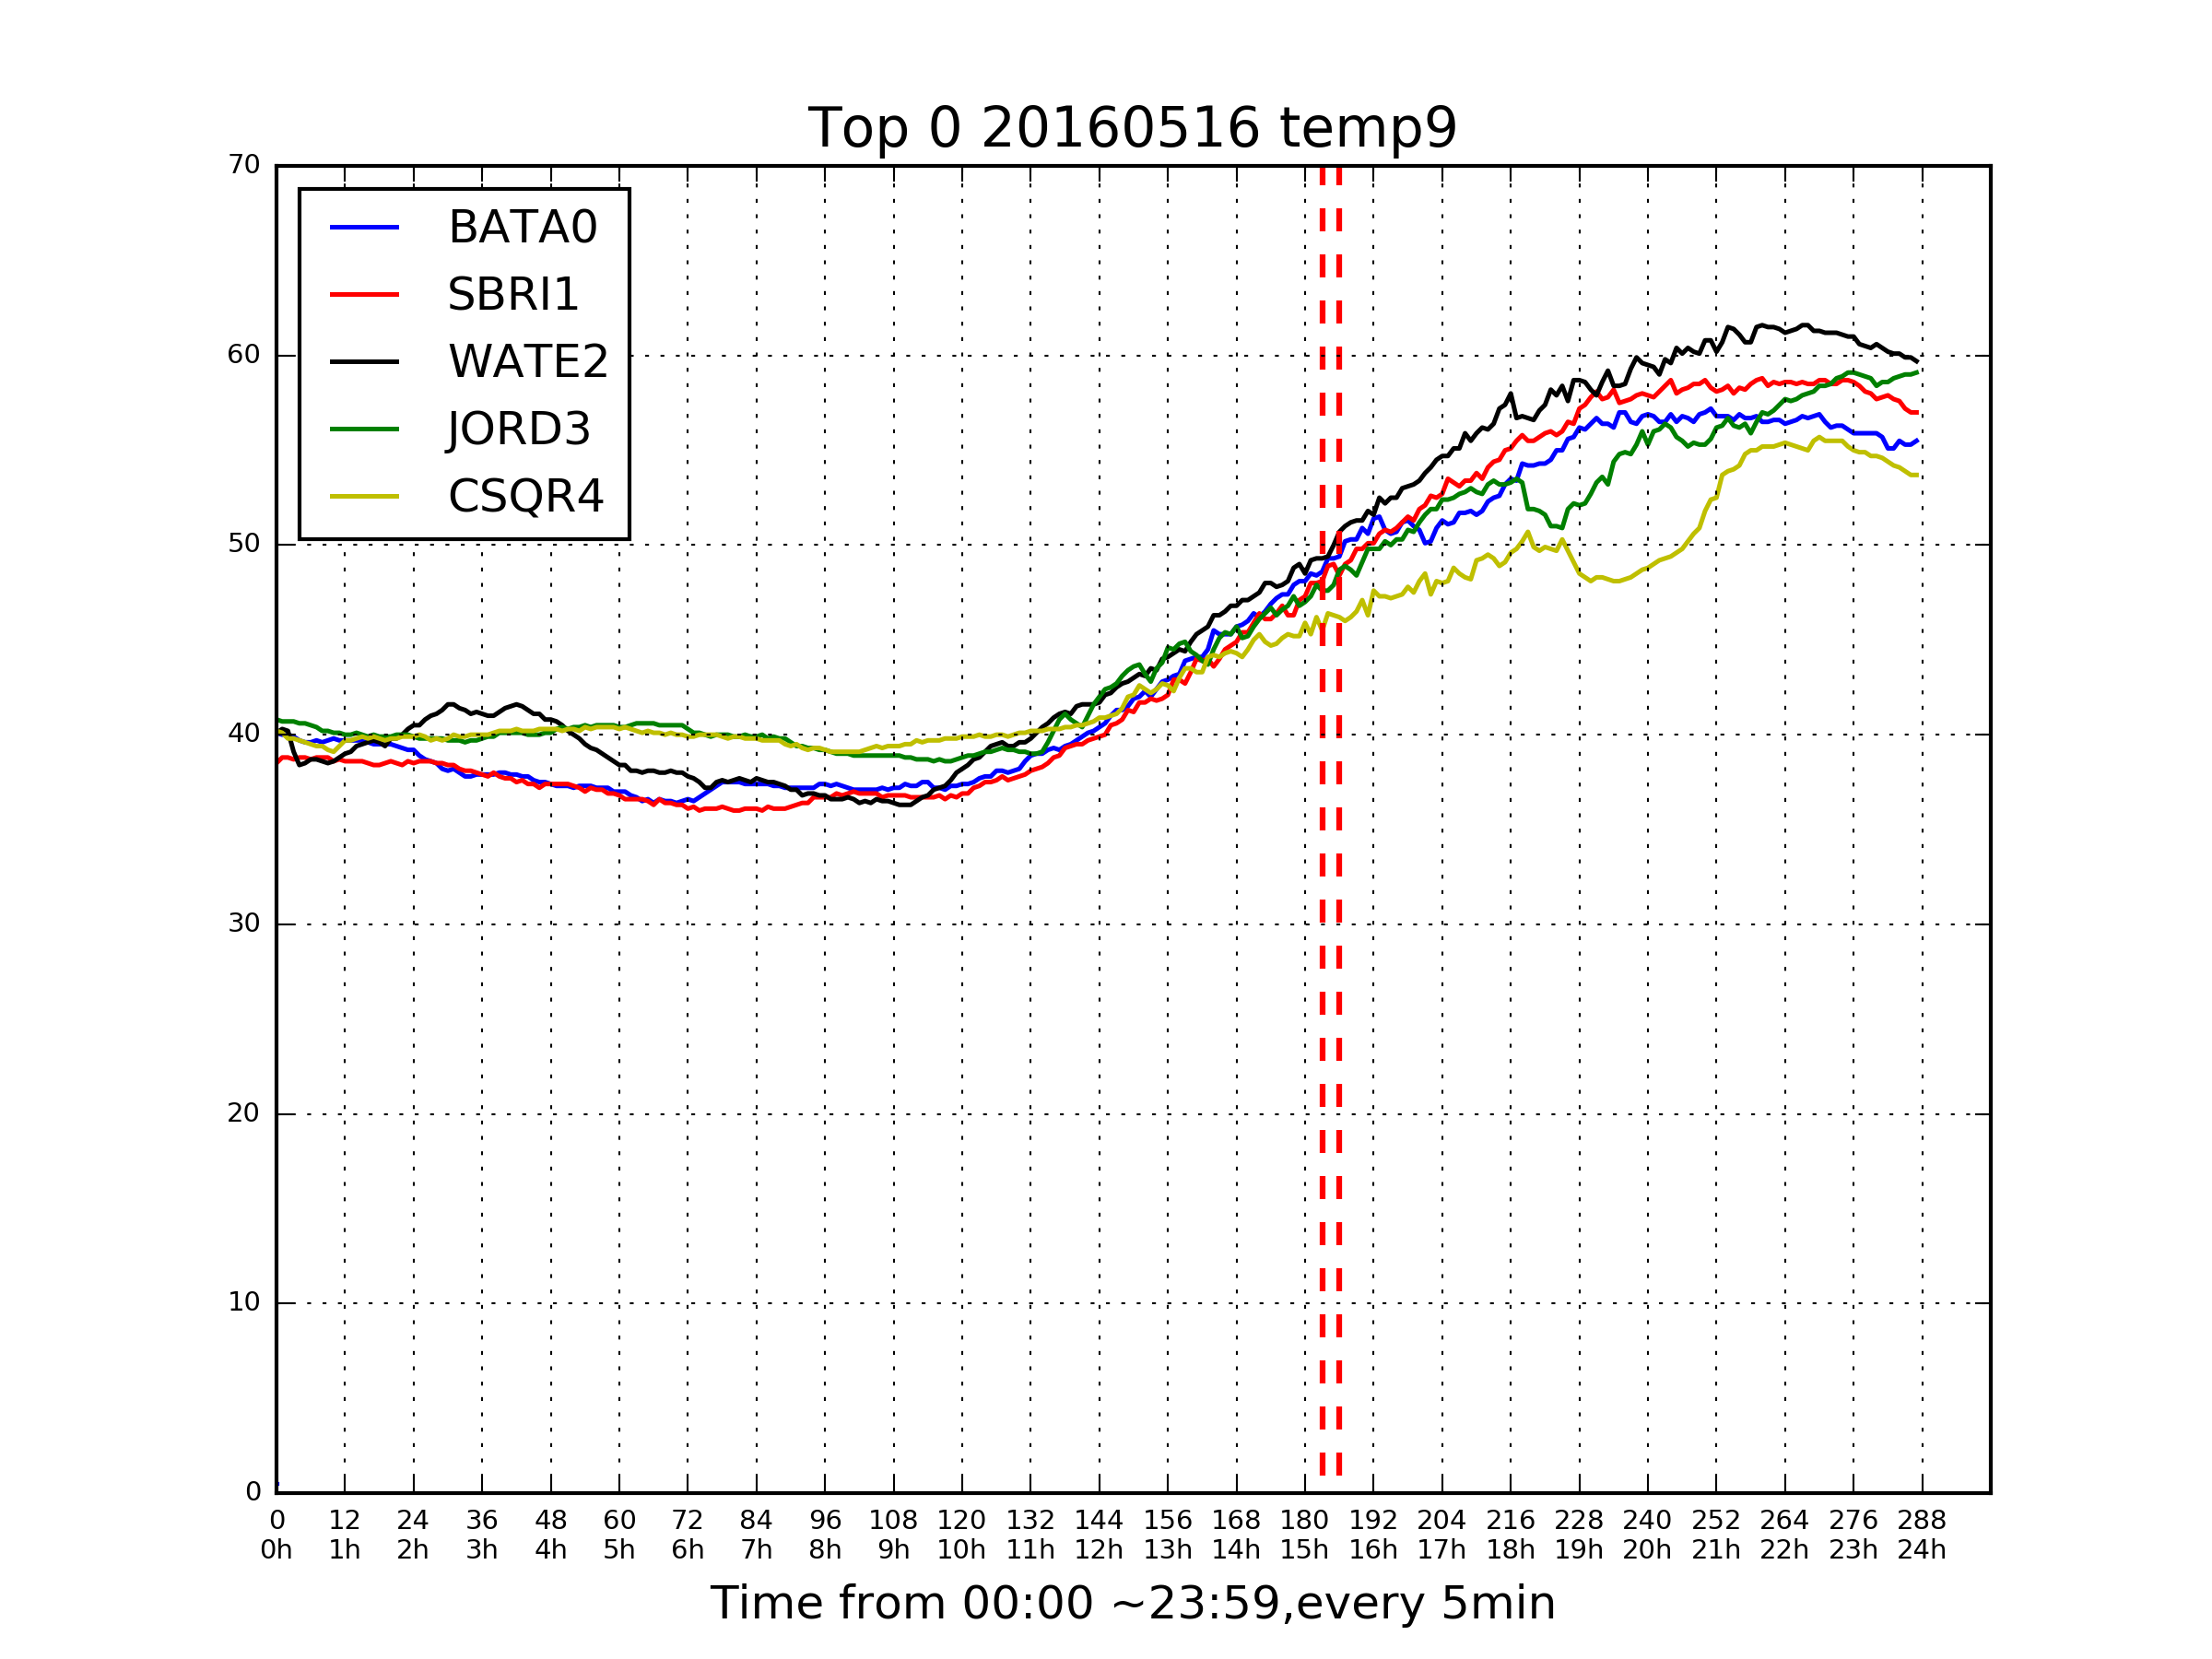 Top 0 20160516 temp9
70
60
50
40
30
20
10
0
BATA0
SBRI1
WATE2
JORD3
CSQR4
0 12 24 36 48 60 72 84 96 108 120 132 144 156 168 180 192 204 216 228 240 252 264 276 288
0h 1h 2h 3h 4h 5h 6h 7h 8h 9h 10h 11h 12h 13h 14h 15h 16h 17h 18h 19h 20h 21h 22h 23h 24h
Time from 00:00 ~23:59,every 5min